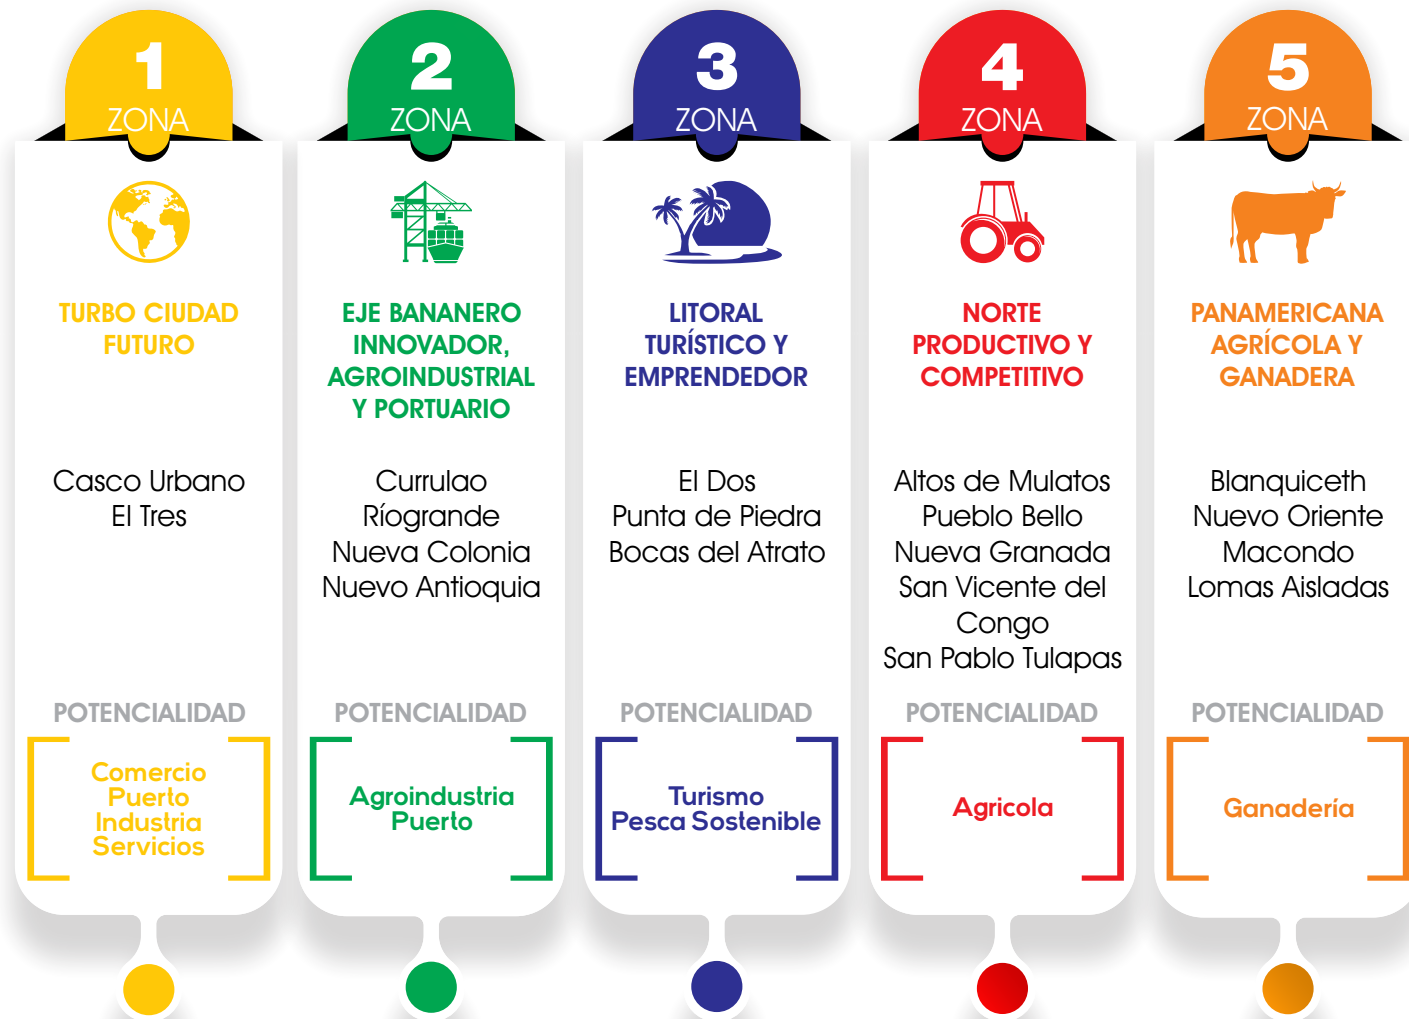 1
ZONA
TURBO CIUDAD
FUTURO
Casco Urbano
El Tres
POTENCIALIDAD
Comercio
Puerto
Industria
Servicios
2
ZONA
EJE BANANERO
INNOVADOR,
AGROINDUSTRIAL
Y PORTUARIO
Currulao
Ríogrande
Nueva Colonia
Nuevo Antioquia
POTENCIALIDAD
Agroindustria
Puerto
3
ZONA
LITORAL
TURÍSTICO Y
EMPRENDEDOR
El Dos
Punta de Piedra
Bocas del Atrato
POTENCIALIDAD
Turismo
Pesca Sostenible
4
ZONA
NORTE
PRODUCTIVO Y
COMPETITIVO
Altos de Mulatos
Pueblo Bello
Nueva Granada
San Vicente del
Congo
San Pablo Tulapas
POTENCIALIDAD
Agricola
5
ZONA
PANAMERICANA
AGRÍCOLA Y
GANADERA
Blanquiceth
Nuevo Oriente
Macondo
Lomas Aisladas
POTENCIALIDAD
Ganadería